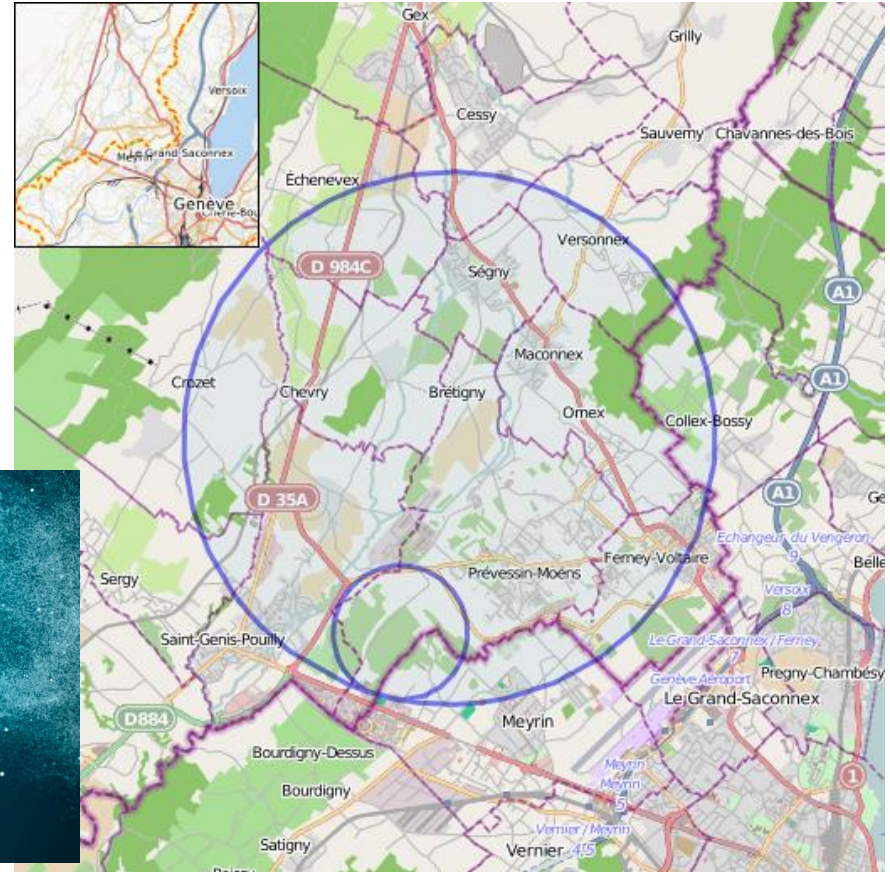 Gex
Grilly
Cessy
Versoix
Sauverny
Chavannes-des-Bois
Meyrin
Le Grand Saconnex
Genève
Échenevex
Versonnex
D 984C
Ségny
A1
Maconnex
A1
Crozet
Chevry
Brétigny
Ornex
Collex-Bossy
D 35A
A1
Echangeur du Vengeron
9
Ferney-Voltaire
Prévessin-Moëns
Sergy
Versoix
8
Saint-Genis-Pouilly
Le Grand-Saconnex / Ferney
7
Pregny-Chambésy
Genève Aéroport
Le Grand-Saconnex
D884
Meyrin
Bourdigny-Dessus
Meyrin
Meyrin
5
1
Bourdigny
Vernier / Meyrin
Satigny
Vernier 4,5